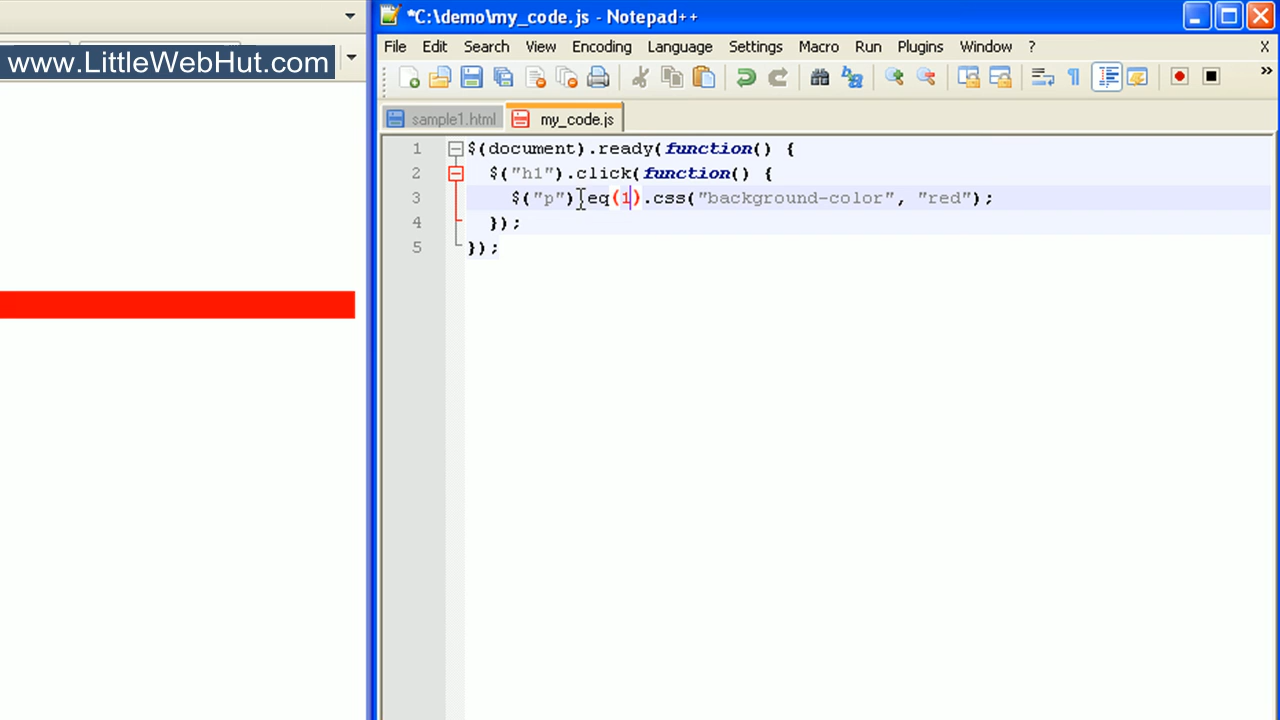 *C:\demo\my_code.js - Notepad++
www.LittleWebHut.com
File Edit Search View Encoding Language Settings Macro Run Plugins Window ? X
sample1.html my_code.js
1 $(document).ready(function() {
2 $("h1").click(function() {
3 $("p").eq(1).css("background-color", "red");
4 });
5 });